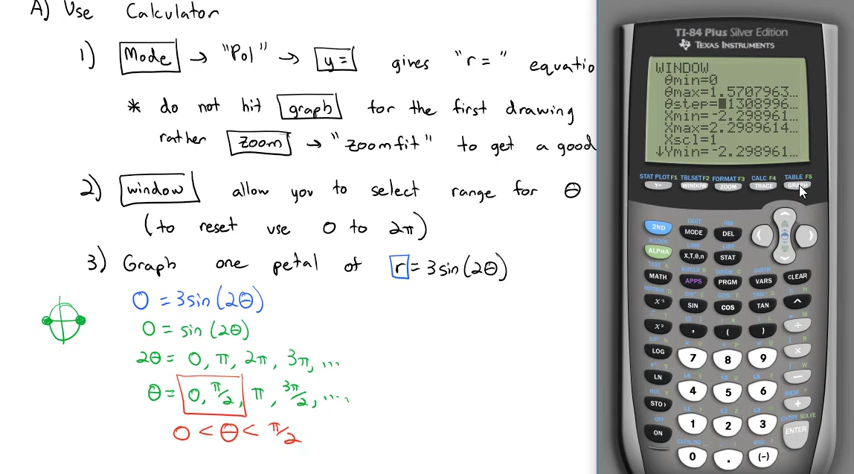 A) Use Calculator
1) Mode → "Pol" → y= gives "r=" equatio
* do not hit graph for the first drawing
rather zoom → "zoomfit" to get a good
2) window allow you to select range for θ
(to reset use 0 to 2π)
3) Graph one petal of r = 3sin(2θ)
0 = 3sin(2θ)
0 = sin(2θ)
2θ = 0, π, 2π, 3π, ...
θ = 0, π/2, π, 3π/2, ...
0 < θ < π/2
TI-84 Plus Silver Edition
TEXAS INSTRUMENTS
WINDOW
θmin=0
θmax=1.5707963...
θstep=1308996...
Xmin=-2.298961...
Xmax=2.2989614...
Xscl=1
↓Ymin=-2.298961...
STAT PLOT F1 TBLSET F2 FORMAT F3 CALC F4 TABLE F5
Y= WINDOW ZOOM TRACE GRAPH
2ND MODE DEL
ALPHA X,T,θ,n STAT
MATH APPS PRGM VARS CLEAR
x⁻¹ SIN COS TAN ^
x² , ( ) ÷
LOG 7 8 9 ×
LN 4 5 6 −
STO› 1 2 3 +
ON 0 . (-) ENTER